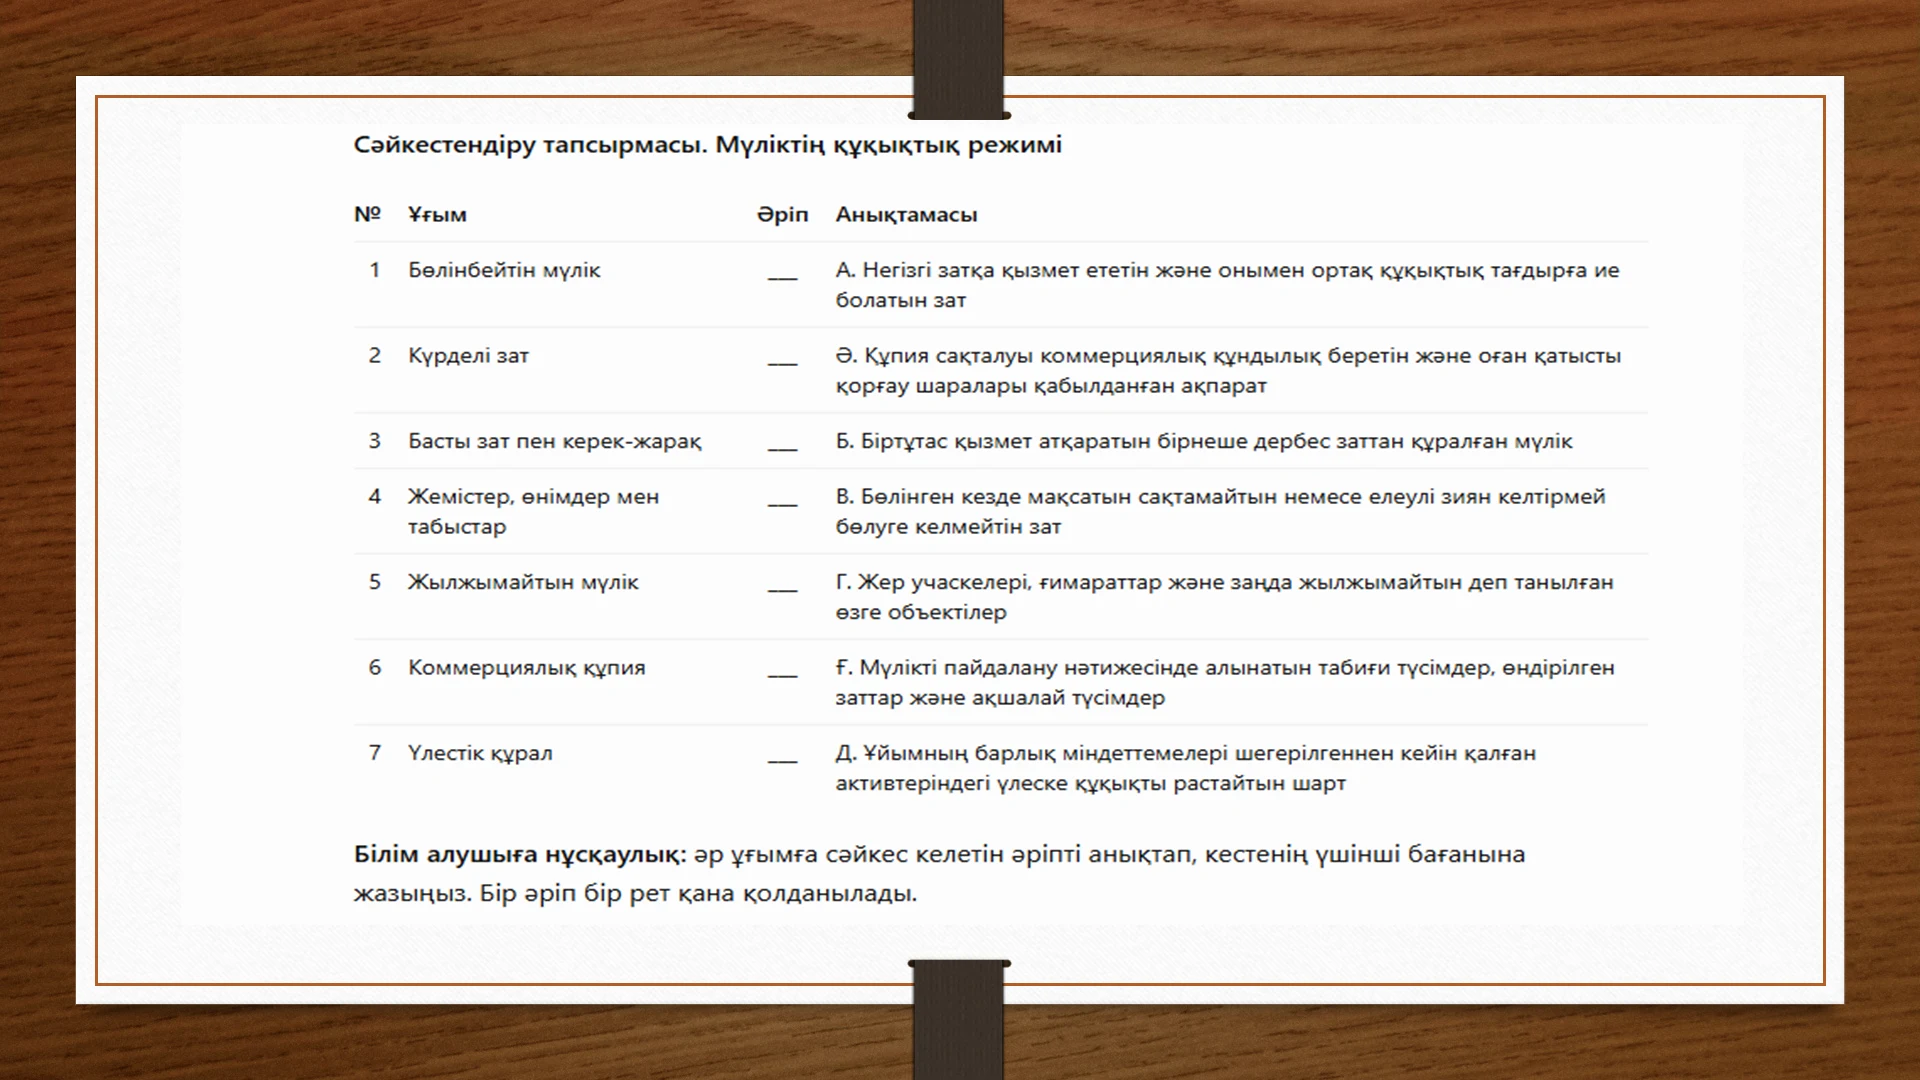 Сәйкестендіру тапсырмасы. Мүліктің құқықтық режимі
№ Ұғым Әріп Анықтамасы
1 Бөлінбейтін мүлік ___ А. Негізгі затқа қызмет ететін және онымен ортақ құқықтық тағдырға ие
болатын зат
2 Күрделі зат ___ Ә. Құпия сақталуы коммерциялық құндылық беретін және оған қатысты
қорғау шаралары қабылданған ақпарат
3 Басты зат пен керек-жарақ ___ Б. Біртұтас қызмет атқаратын бірнеше дербес заттан құралған мүлік
4 Жемістер, өнімдер мен ___ В. Бөлінген кезде мақсатын сақтамайтын немесе елеулі зиян келтірмей
табыстар бөлуге келмейтін зат
5 Жылжымайтын мүлік ___ Г. Жер учаскелері, ғимараттар және заңда жылжымайтын деп танылған
өзге объектілер
6 Коммерциялық құпия ___ Ғ. Мүлікті пайдалану нәтижесінде алынатын табиғи түсімдер, өндірілген
заттар және ақшалай түсімдер
7 Үлестік құрал ___ Д. Ұйымның барлық міндеттемелері шегерілгеннен кейін қалған
активтеріндегі үлеске құқықты растайтын шарт
Білім алушыға нұсқаулық: әр ұғымға сәйкес келетін әріпті анықтап, кестенің үшінші бағанына
жазыңыз. Бір әріп бір рет қана қолданылады.